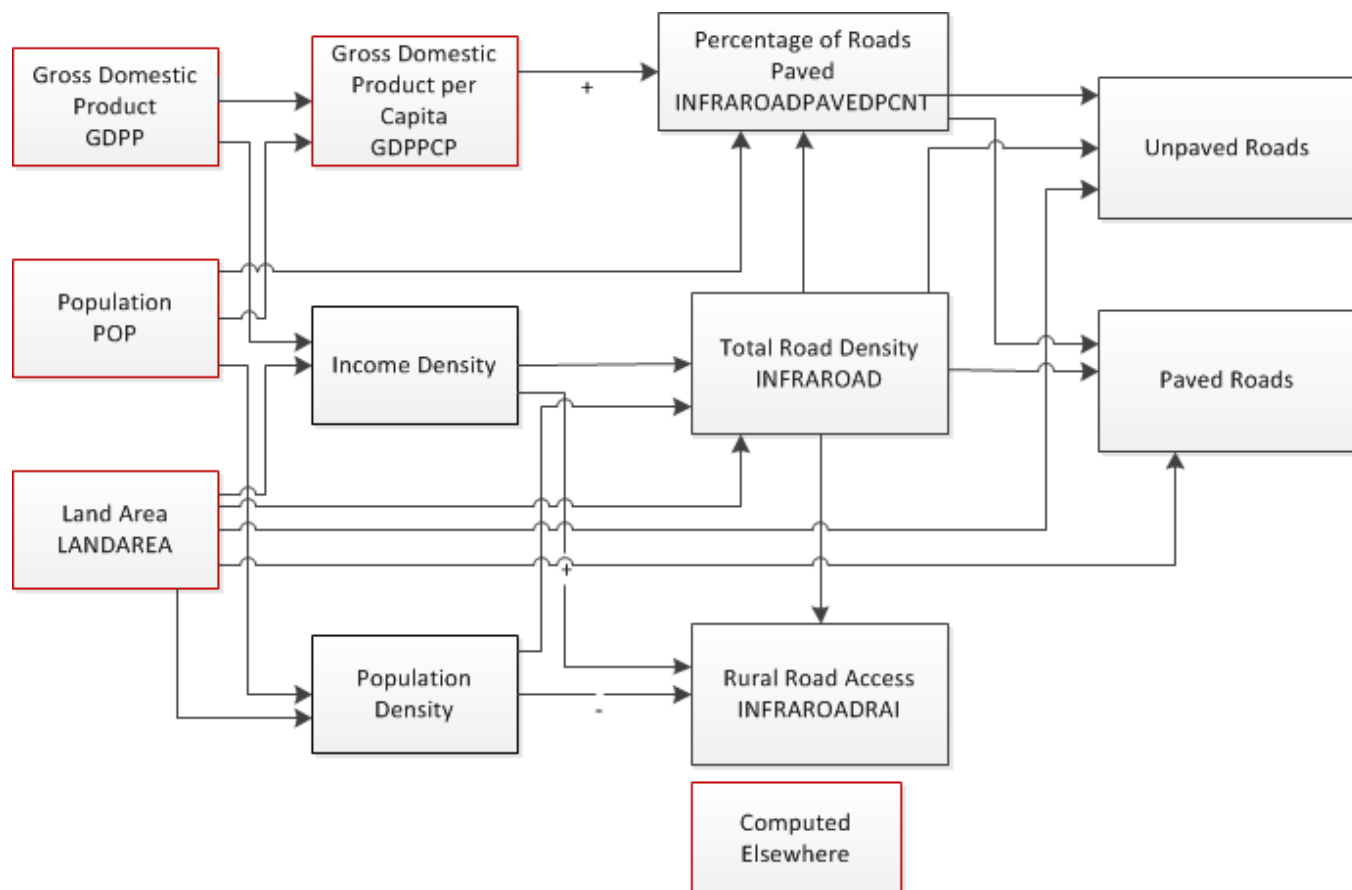 Gross Domestic
Product
GDPP
Gross Domestic
Product per
Capita
GDPPCP
+
Percentage of Roads
Paved
INFRAROADPAVEDPCNT
Unpaved Roads
Population
POP
Income Density
Total Road Density
INFRAROAD
Paved Roads
Land Area
LANDAREA
+
Population
Density
-
Rural Road Access
INFRAROADRAI
Computed
Elsewhere